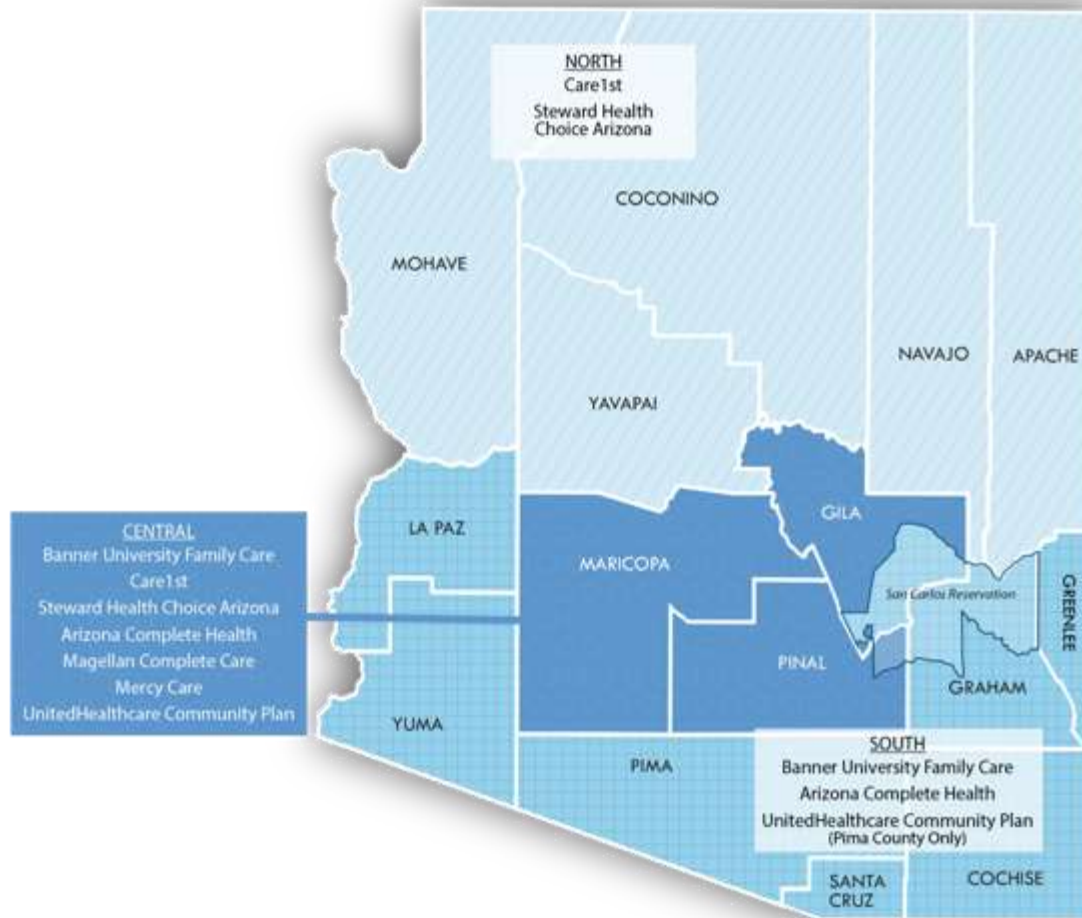 NORTH
Care1st
Steward Health
Choice Arizona
COCONINO
MOHAVE
NAVAJO
APACHE
YAVAPAI
GILA
LA PAZ
MARICOPA
San Carlos Reservation
GREENLEE
CENTRAL
Banner University Family Care
Care1st
Steward Health Choice Arizona
Arizona Complete Health
Magellan Complete Care
Mercy Care
UnitedHealthcare Community Plan
PINAL
GRAHAM
YUMA
PIMA
SOUTH
Banner University Family Care
Arizona Complete Health
UnitedHealthcare Community Plan
(Pima County Only)
SANTA
CRUZ
COCHISE